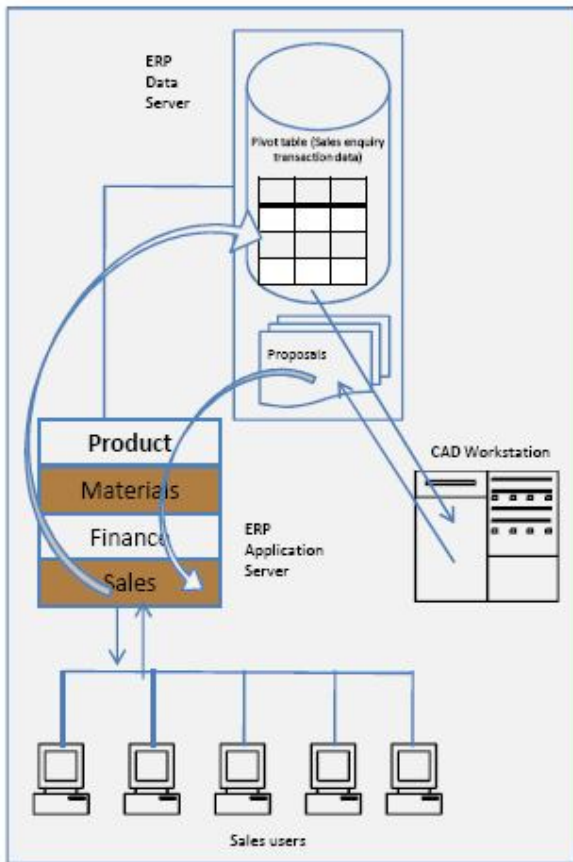 ERP
Data
Server
Pivot table (Sales enquiry
transaction data)
Proposals
Product
Materials
Finance
Sales
ERP
Application
Server
CAD Workstation
Sales users